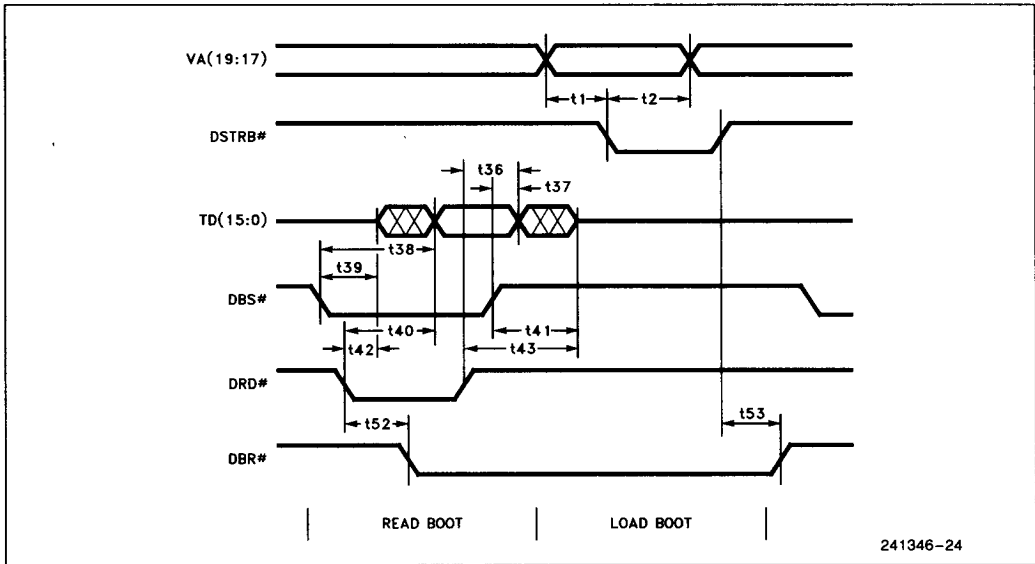 VA(19:17)
t1
t2
DSTRB#
t36
t37
TD(15:0)
t38
t39
DBS#
t40
t41
t42
t43
DRD#
t52
t53
DBR#
READ BOOT
LOAD BOOT
241346-24